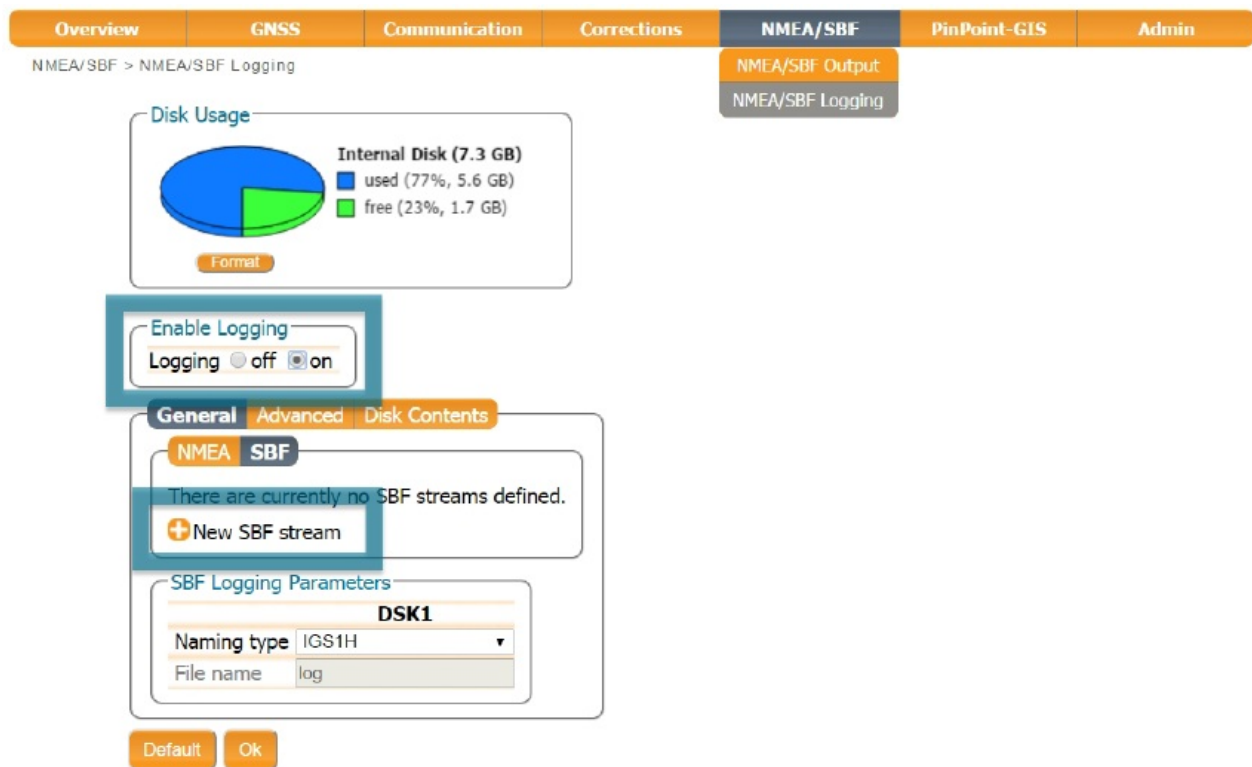 Overview GNSS Communication Corrections NMEA/SBF PinPoint-GIS Admin
NMEA/SBF > NMEA/SBF Logging
NMEA/SBF Output
NMEA/SBF Logging
Disk Usage
Internal Disk (7.3 GB)
used (77%, 5.6 GB)
free (23%, 1.7 GB)
Format
Enable Logging
Logging off on
General Advanced Disk Contents
NMEA SBF
There are currently no SBF streams defined.
New SBF stream
SBF Logging Parameters
DSK1
Naming type IGS1H
File name log
Default Ok